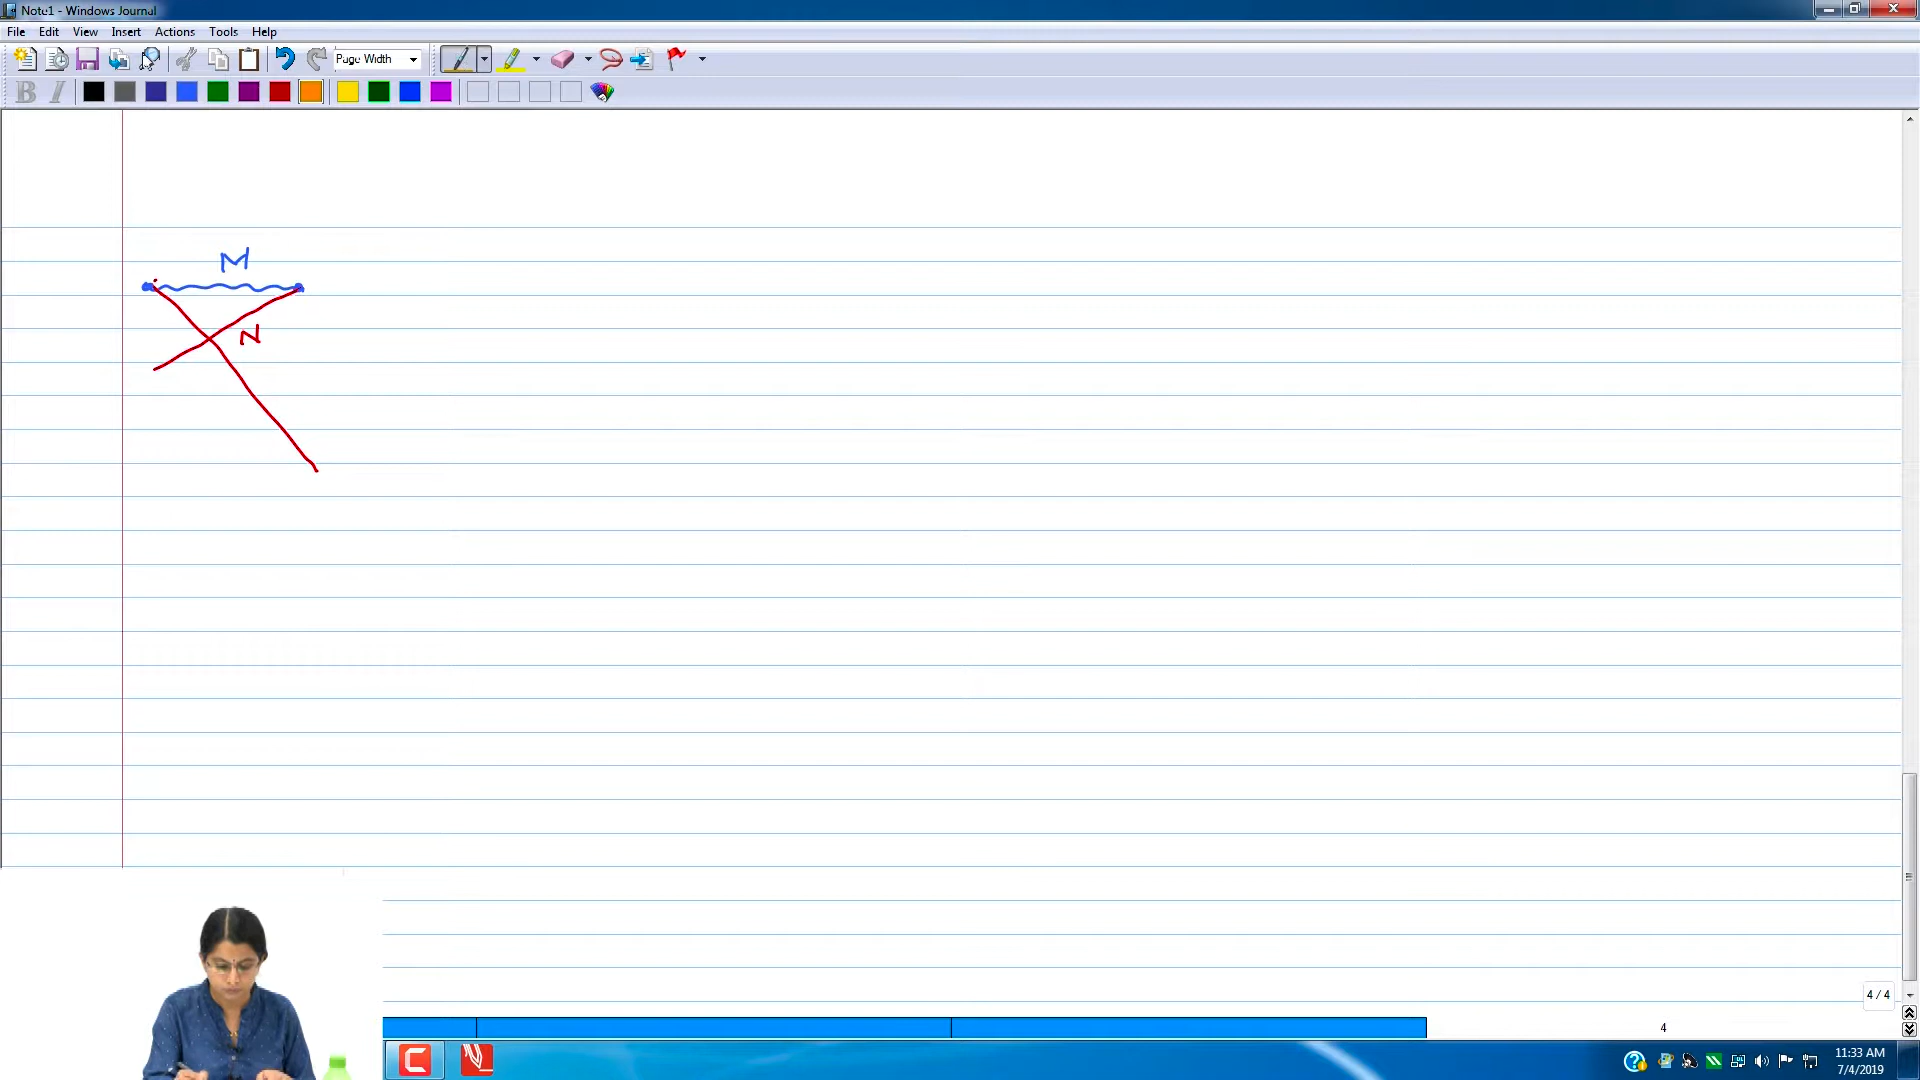 Note1 - Windows Journal
File Edit View Insert Actions Tools Help
Page Width
B I
M
N
4 / 4
4
11:33 AM
7/4/2019